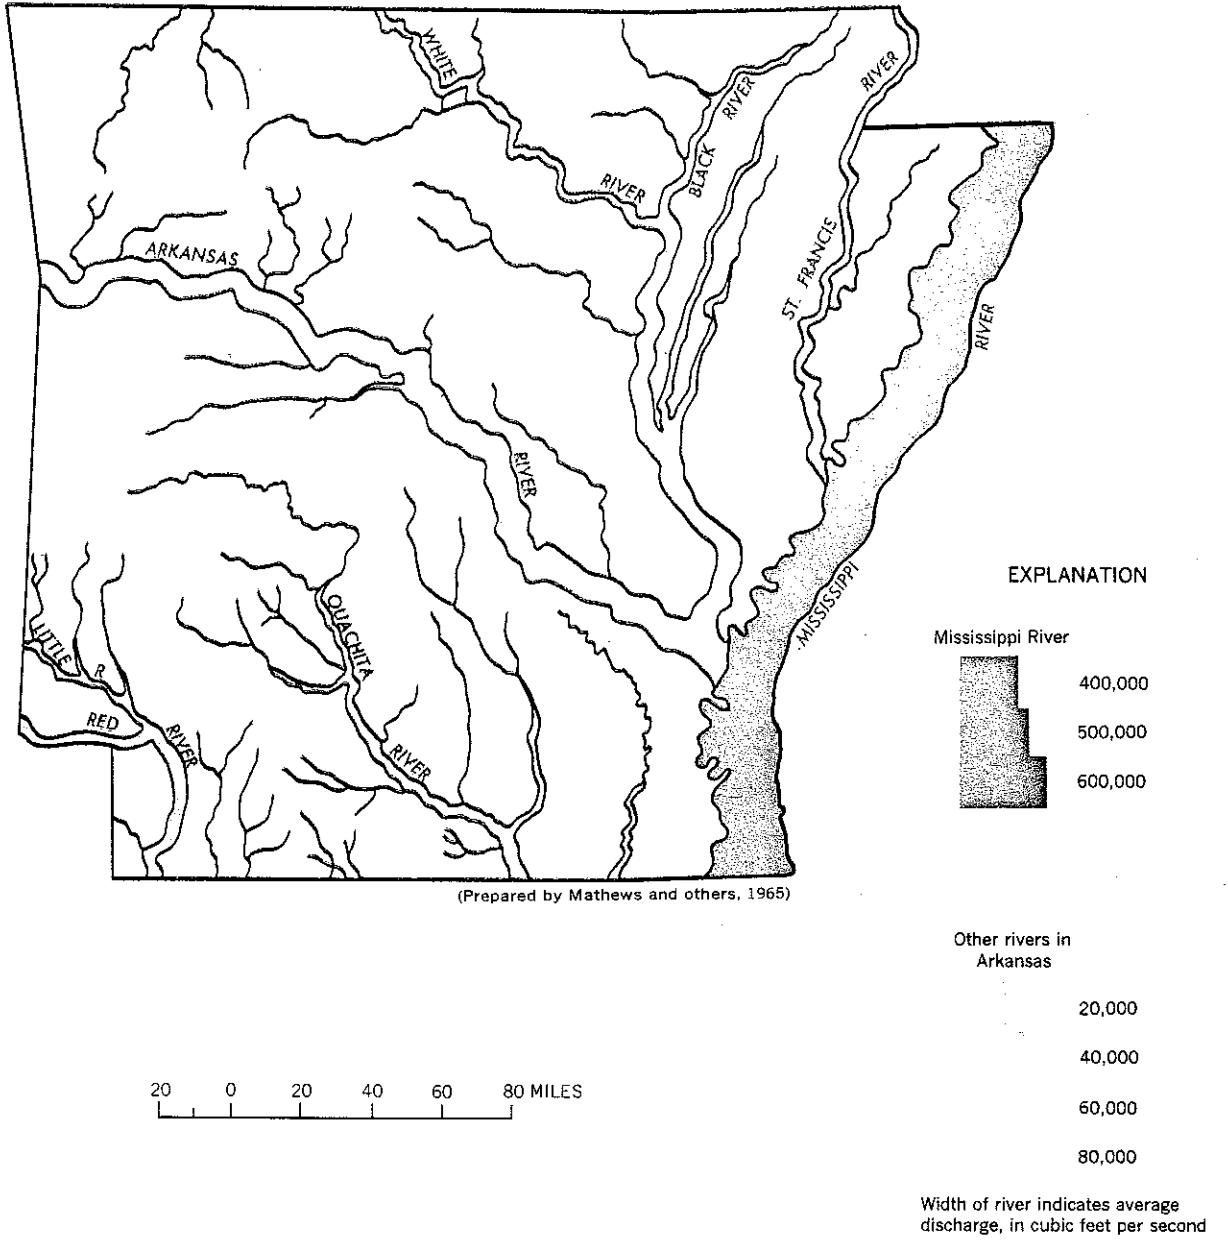 WHITE
RIVER
BLACK
RIVER
RIVER
ST. FRANCIS
ARKANSAS
RIVER
RIVER
MISSISSIPPI
OUACHITA
RIVER
LITTLE
R
RED
RIVER
EXPLANATION
Mississippi River
400,000
500,000
600,000
(Prepared by Mathews and others, 1965)
Other rivers in
Arkansas
20,000
40,000
60,000
80,000
20 0 20 40 60 80 MILES
Width of river indicates average
discharge, in cubic feet per second